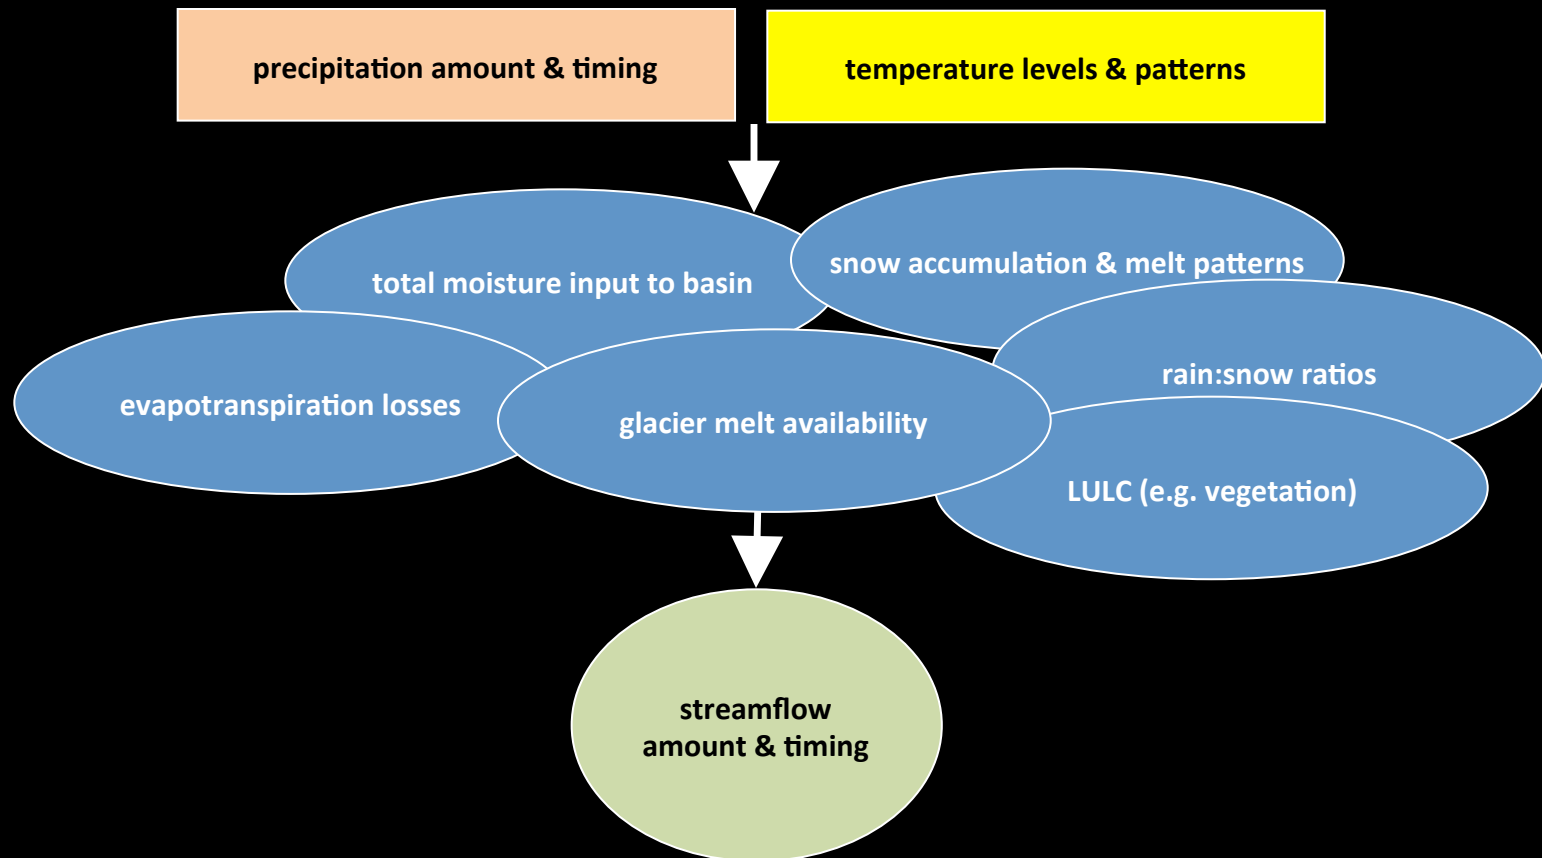 precipitation amount & timing
temperature levels & patterns
total moisture input to basin
snow accumulation & melt patterns
evapotranspiration losses
glacier melt availability
rain:snow ratios
LULC (e.g. vegetation)
streamflow
amount & timing